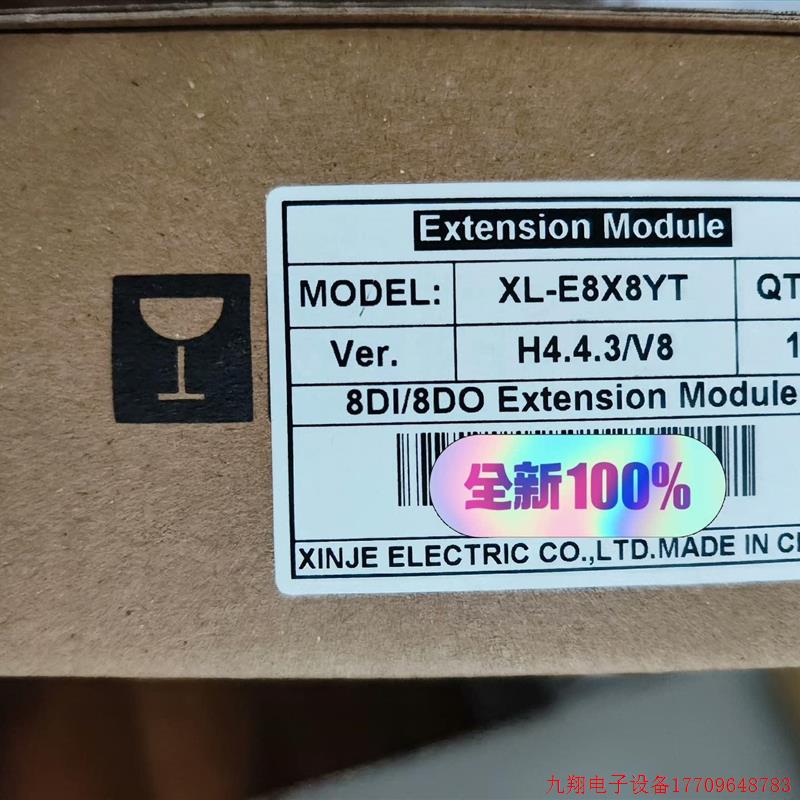 Extension Module
MODEL: XL-E8X8YT QT
Ver. H4.4.3/V8 1
8DI/8DO Extension Module
全新100%
XINJE ELECTRIC CO.,LTD.MADE IN
九翔电子设备17709648783